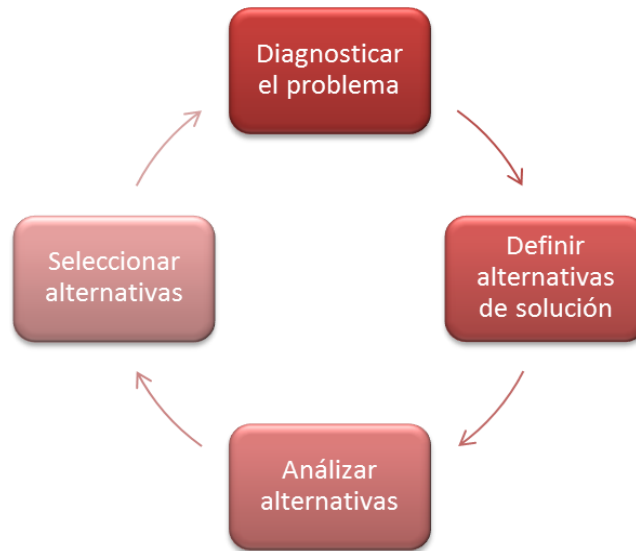 Diagnosticar
el problema
Definir
alternativas
de solución
Análizar
alternativas
Seleccionar
alternativas